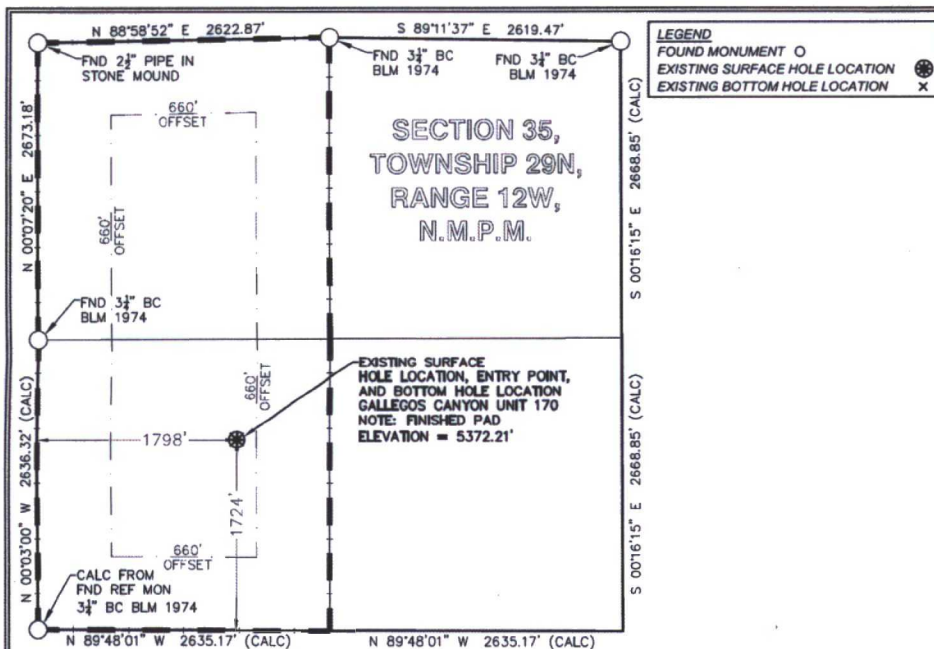 N 88°58'52" E 2622.87'
S 89°11'37" E 2619.47'
FND 2½" PIPE IN
STONE MOUND
FND 3¼" BC
BLM 1974
FND 3¼" BC
BLM 1974
LEGEND
FOUND MONUMENT O
EXISTING SURFACE HOLE LOCATION
EXISTING BOTTOM HOLE LOCATION X
N 00°07'20" E 2673.18'
660'
OFFSET
660'
OFFSET
SECTION 35,
TOWNSHIP 29N,
RANGE 12W,
N.M.P.M.
S 00°16'15" E 2668.85' (CALC)
FND 3¼" BC
BLM 1974
N 00°03'00" W 2636.32' (CALC)
660'
OFFSET
EXISTING SURFACE
HOLE LOCATION, ENTRY POINT,
AND BOTTOM HOLE LOCATION
GALLEGOS CANYON UNIT 170
NOTE: FINISHED PAD
ELEVATION = 5372.21'
1798'
1724'
S 00°16'15" E 2668.85' (CALC)
660'
OFFSET
CALC FROM
FND REF MON
3¼" BC BLM 1974
N 89°48'01" W 2635.17' (CALC)
N 89°48'01" W 2635.17' (CALC)